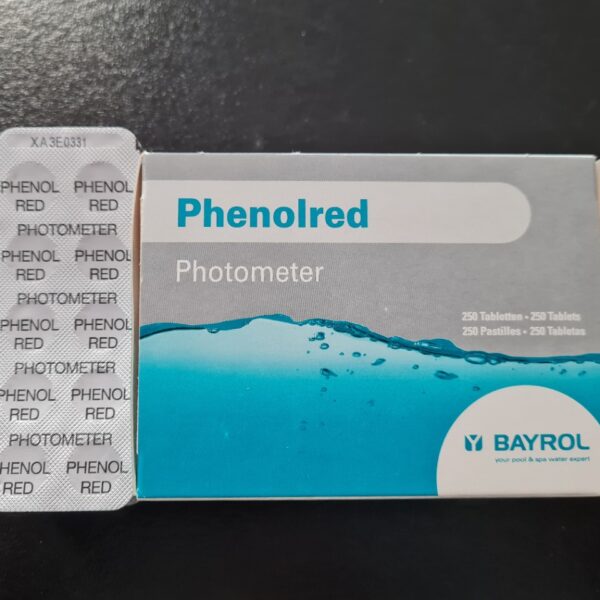 XA3E0331
PHENOL PHENOL
RED RED
PHOTOMETER
PHENOL PHENOL
RED RED
PHOTOMETER
PHENOL PHENOL
RED RED
PHOTOMETER
PHENOL PHENOL
RED RED
PHOTOMETER
PHENOL PHENOL
RED RED
Phenolred
Photometer
250 Tabletten • 250 Tablets
250 Pastilles • 250 Tabletas
BAYROL
your pool & spa water expert